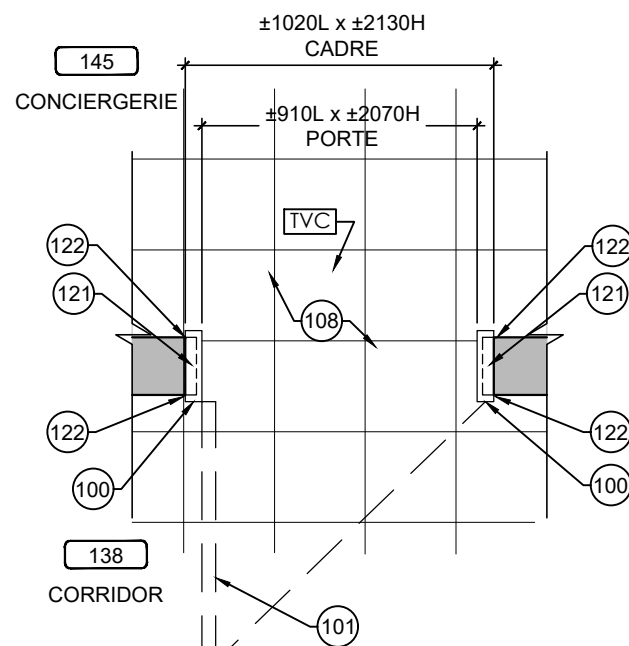 ±1020L x ±2130H
CADRE
145
CONCIERGERIE
±910L x ±2070H
PORTE
TVC
122
122
121
121
108
122
122
100
100
138
CORRIDOR
101